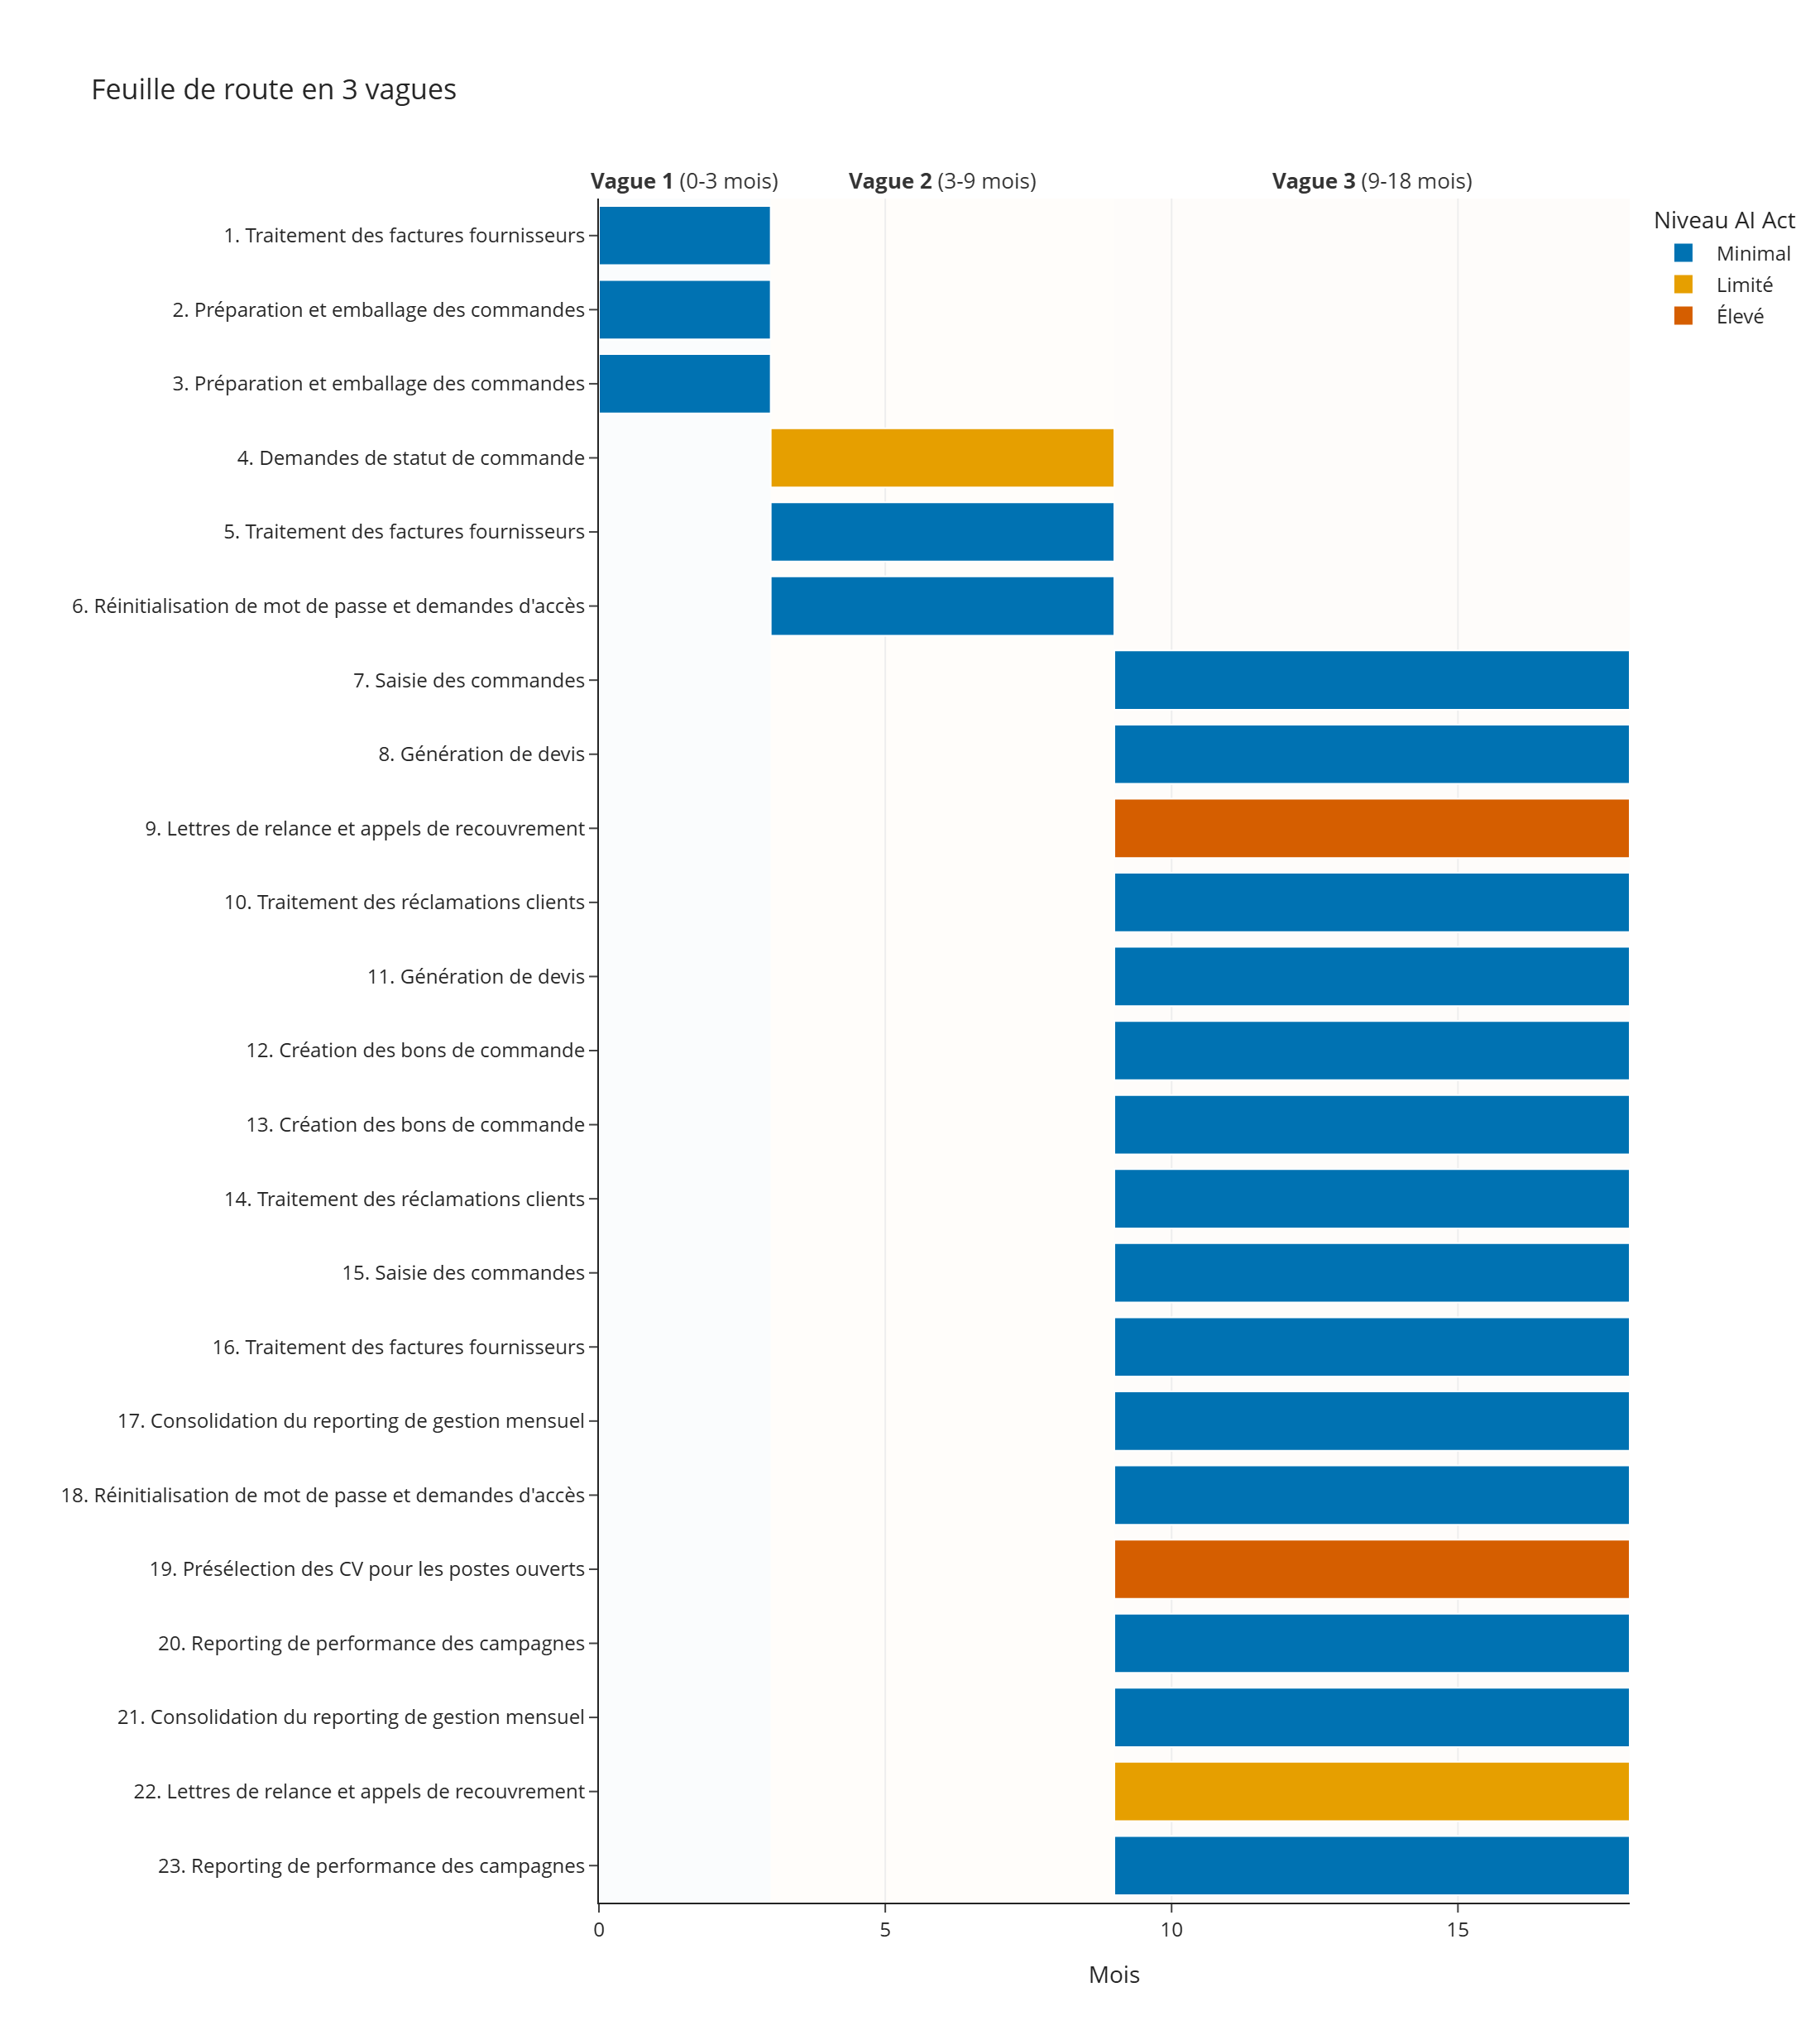 Feuille de route en 3 vagues
Vague 1 (0-3 mois)
Vague 2 (3-9 mois)
Vague 3 (9-18 mois)
Niveau AI Act
Minimal
Limité
Élevé
1. Traitement des factures fournisseurs
2. Préparation et emballage des commandes
3. Préparation et emballage des commandes
4. Demandes de statut de commande
5. Traitement des factures fournisseurs
6. Réinitialisation de mot de passe et demandes d'accès
7. Saisie des commandes
8. Génération de devis
9. Lettres de relance et appels de recouvrement
10. Traitement des réclamations clients
11. Génération de devis
12. Création des bons de commande
13. Création des bons de commande
14. Traitement des réclamations clients
15. Saisie des commandes
16. Traitement des factures fournisseurs
17. Consolidation du reporting de gestion mensuel
18. Réinitialisation de mot de passe et demandes d'accès
19. Présélection des CV pour les postes ouverts
20. Reporting de performance des campagnes
21. Consolidation du reporting de gestion mensuel
22. Lettres de relance et appels de recouvrement
23. Reporting de performance des campagnes
0
5
10
15
Mois